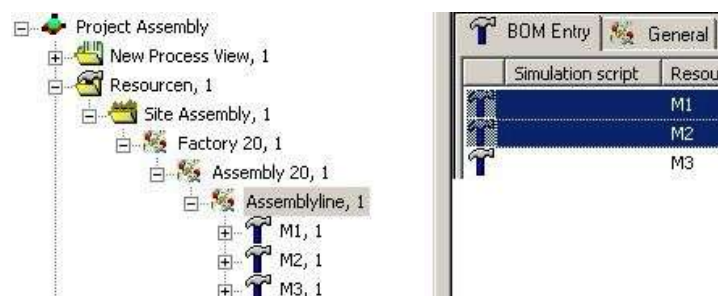 Project Assembly
New Process View, 1
Resourcen, 1
Site Assembly, 1
Factory 20, 1
Assembly 20, 1
Assemblyline, 1
M1, 1
M2, 1
M3, 1
BOM Entry General
Simulation script Resou
M1
M2
M3